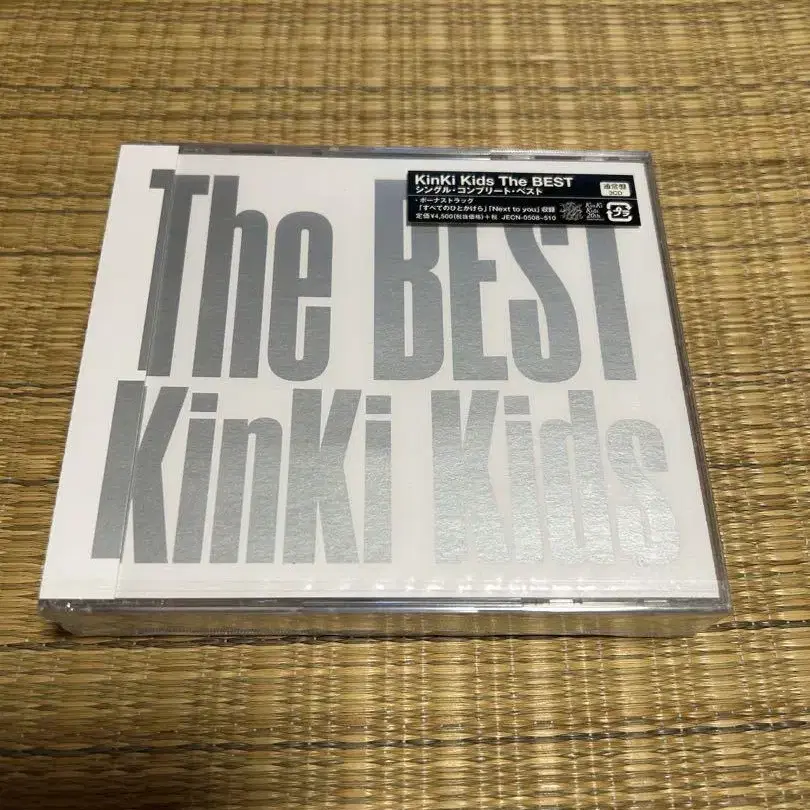 The BEST
KinKi Kids
KinKi Kids The BEST
シングル・コンプリート・ベスト
・ボーナストラック
「すべてのひとかけら」「Next to you」収録
定価¥4,500(税抜価格)+税 JECN-0508~510
通常盤
3CD
KinKi
Kids
20th